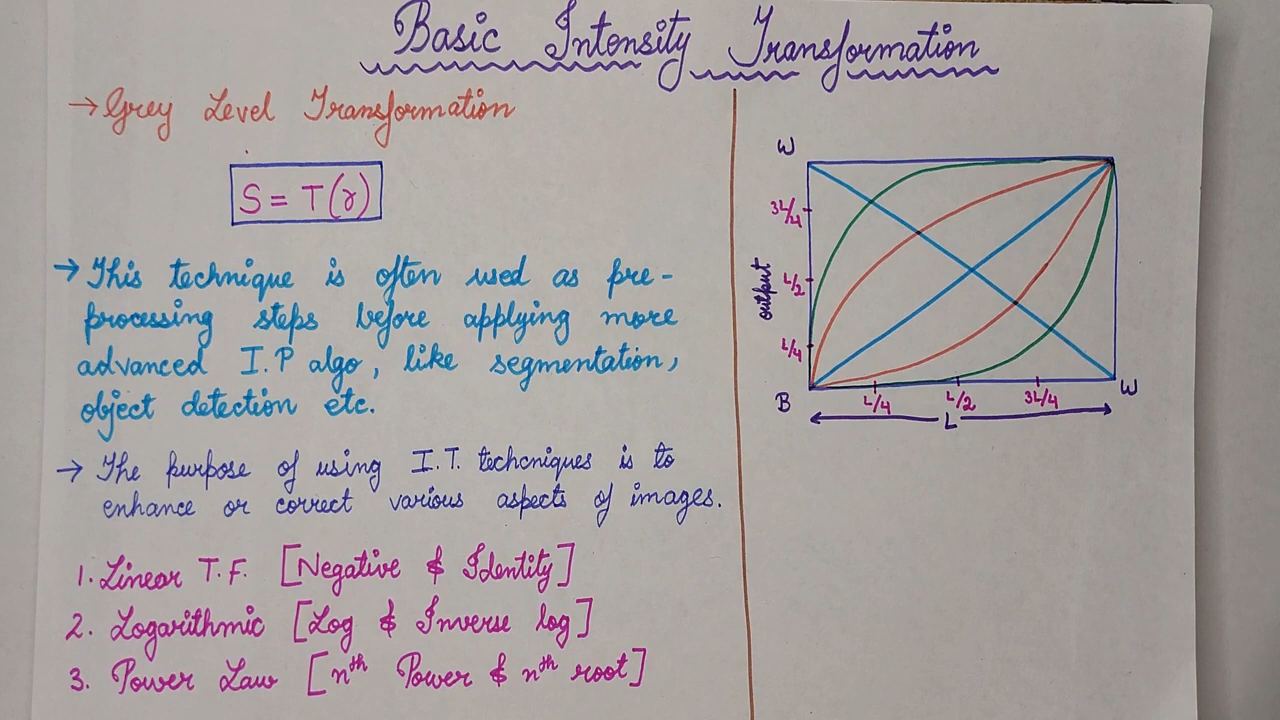 Basic Intensity Transformation
→ Grey Level Transformation
S = T(r)
→ This technique is often used as pre-
processing steps before applying more
advanced I.P algo, like segmentation,
object detection etc.
→ The purpose of using I.T. techcniques is to
enhance or correct various aspects of images.
1. Linear T.F. [Negative & Identity]
2. Logarithmic [Log & Inverse log]
3. Power Law [nth Power & nth root]
W
3L/4
L/2
output
L/4
B
L/4 L/2 3L/4
W
L